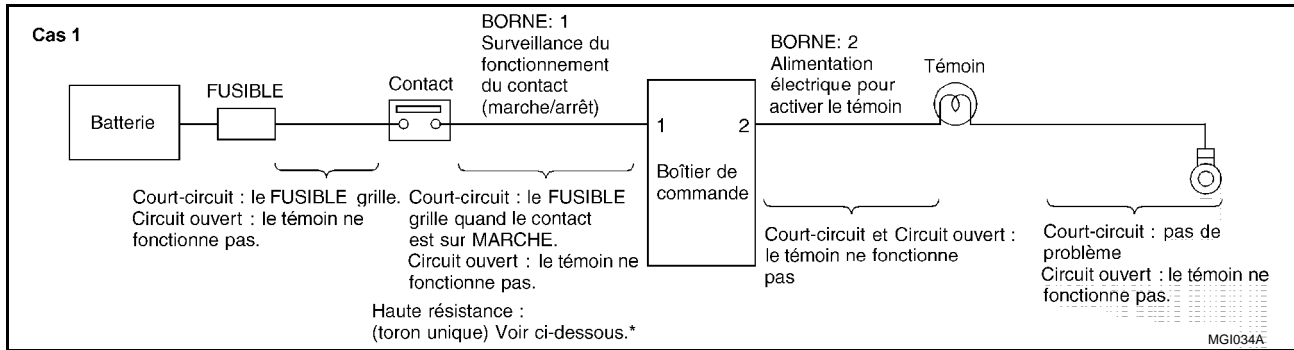 Cas 1
BORNE: 1
Surveillance du
fonctionnement
du contact
(marche/arrêt)
BORNE: 2
Alimentation
électrique pour
activer le témoin
Témoin
FUSIBLE
Contact
Batterie
1
2
Boîtier de
commande
Court-circuit : le FUSIBLE grille.
Circuit ouvert : le témoin ne
fonctionne pas.
Court-circuit : le FUSIBLE
grille quand le contact
est sur MARCHE.
Circuit ouvert : le témoin ne
fonctionne pas.
Haute résistance :
(toron unique) Voir ci-dessous.*
Court-circuit et Circuit ouvert :
le témoin ne fonctionne
pas
Court-circuit : pas de
problème
Circuit ouvert : le témoin ne
fonctionne pas.
MGI034A